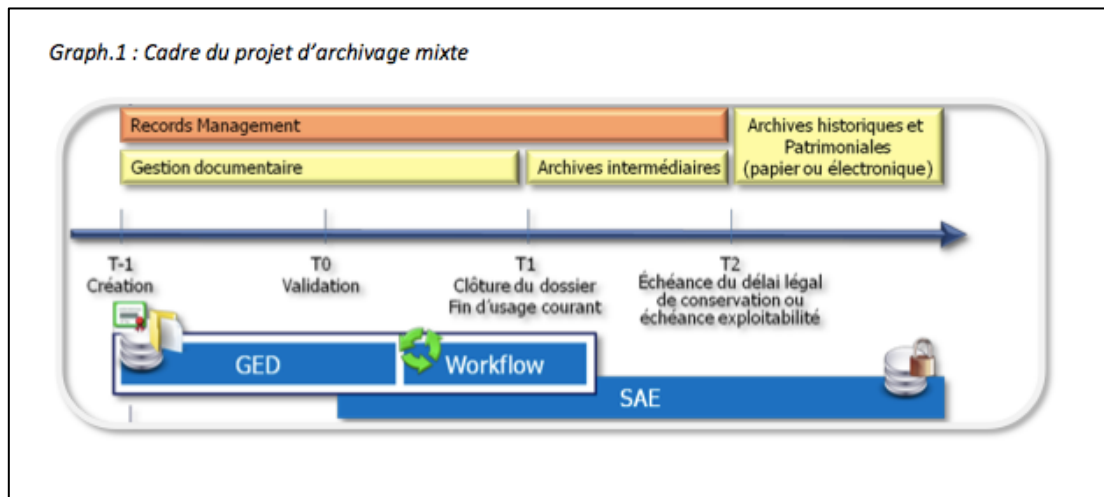 Graph.1 : Cadre du projet d'archivage mixte
Records Management
Archives historiques et
Patrimoniales
(papier ou électronique)
Gestion documentaire
Archives intermédiaires
T-1
Création
T0
Validation
T1
Clôture du dossier
Fin d'usage courant
T2
Échéance du délai légal
de conservation ou
échéance exploitabilité
GED
Workflow
SAE